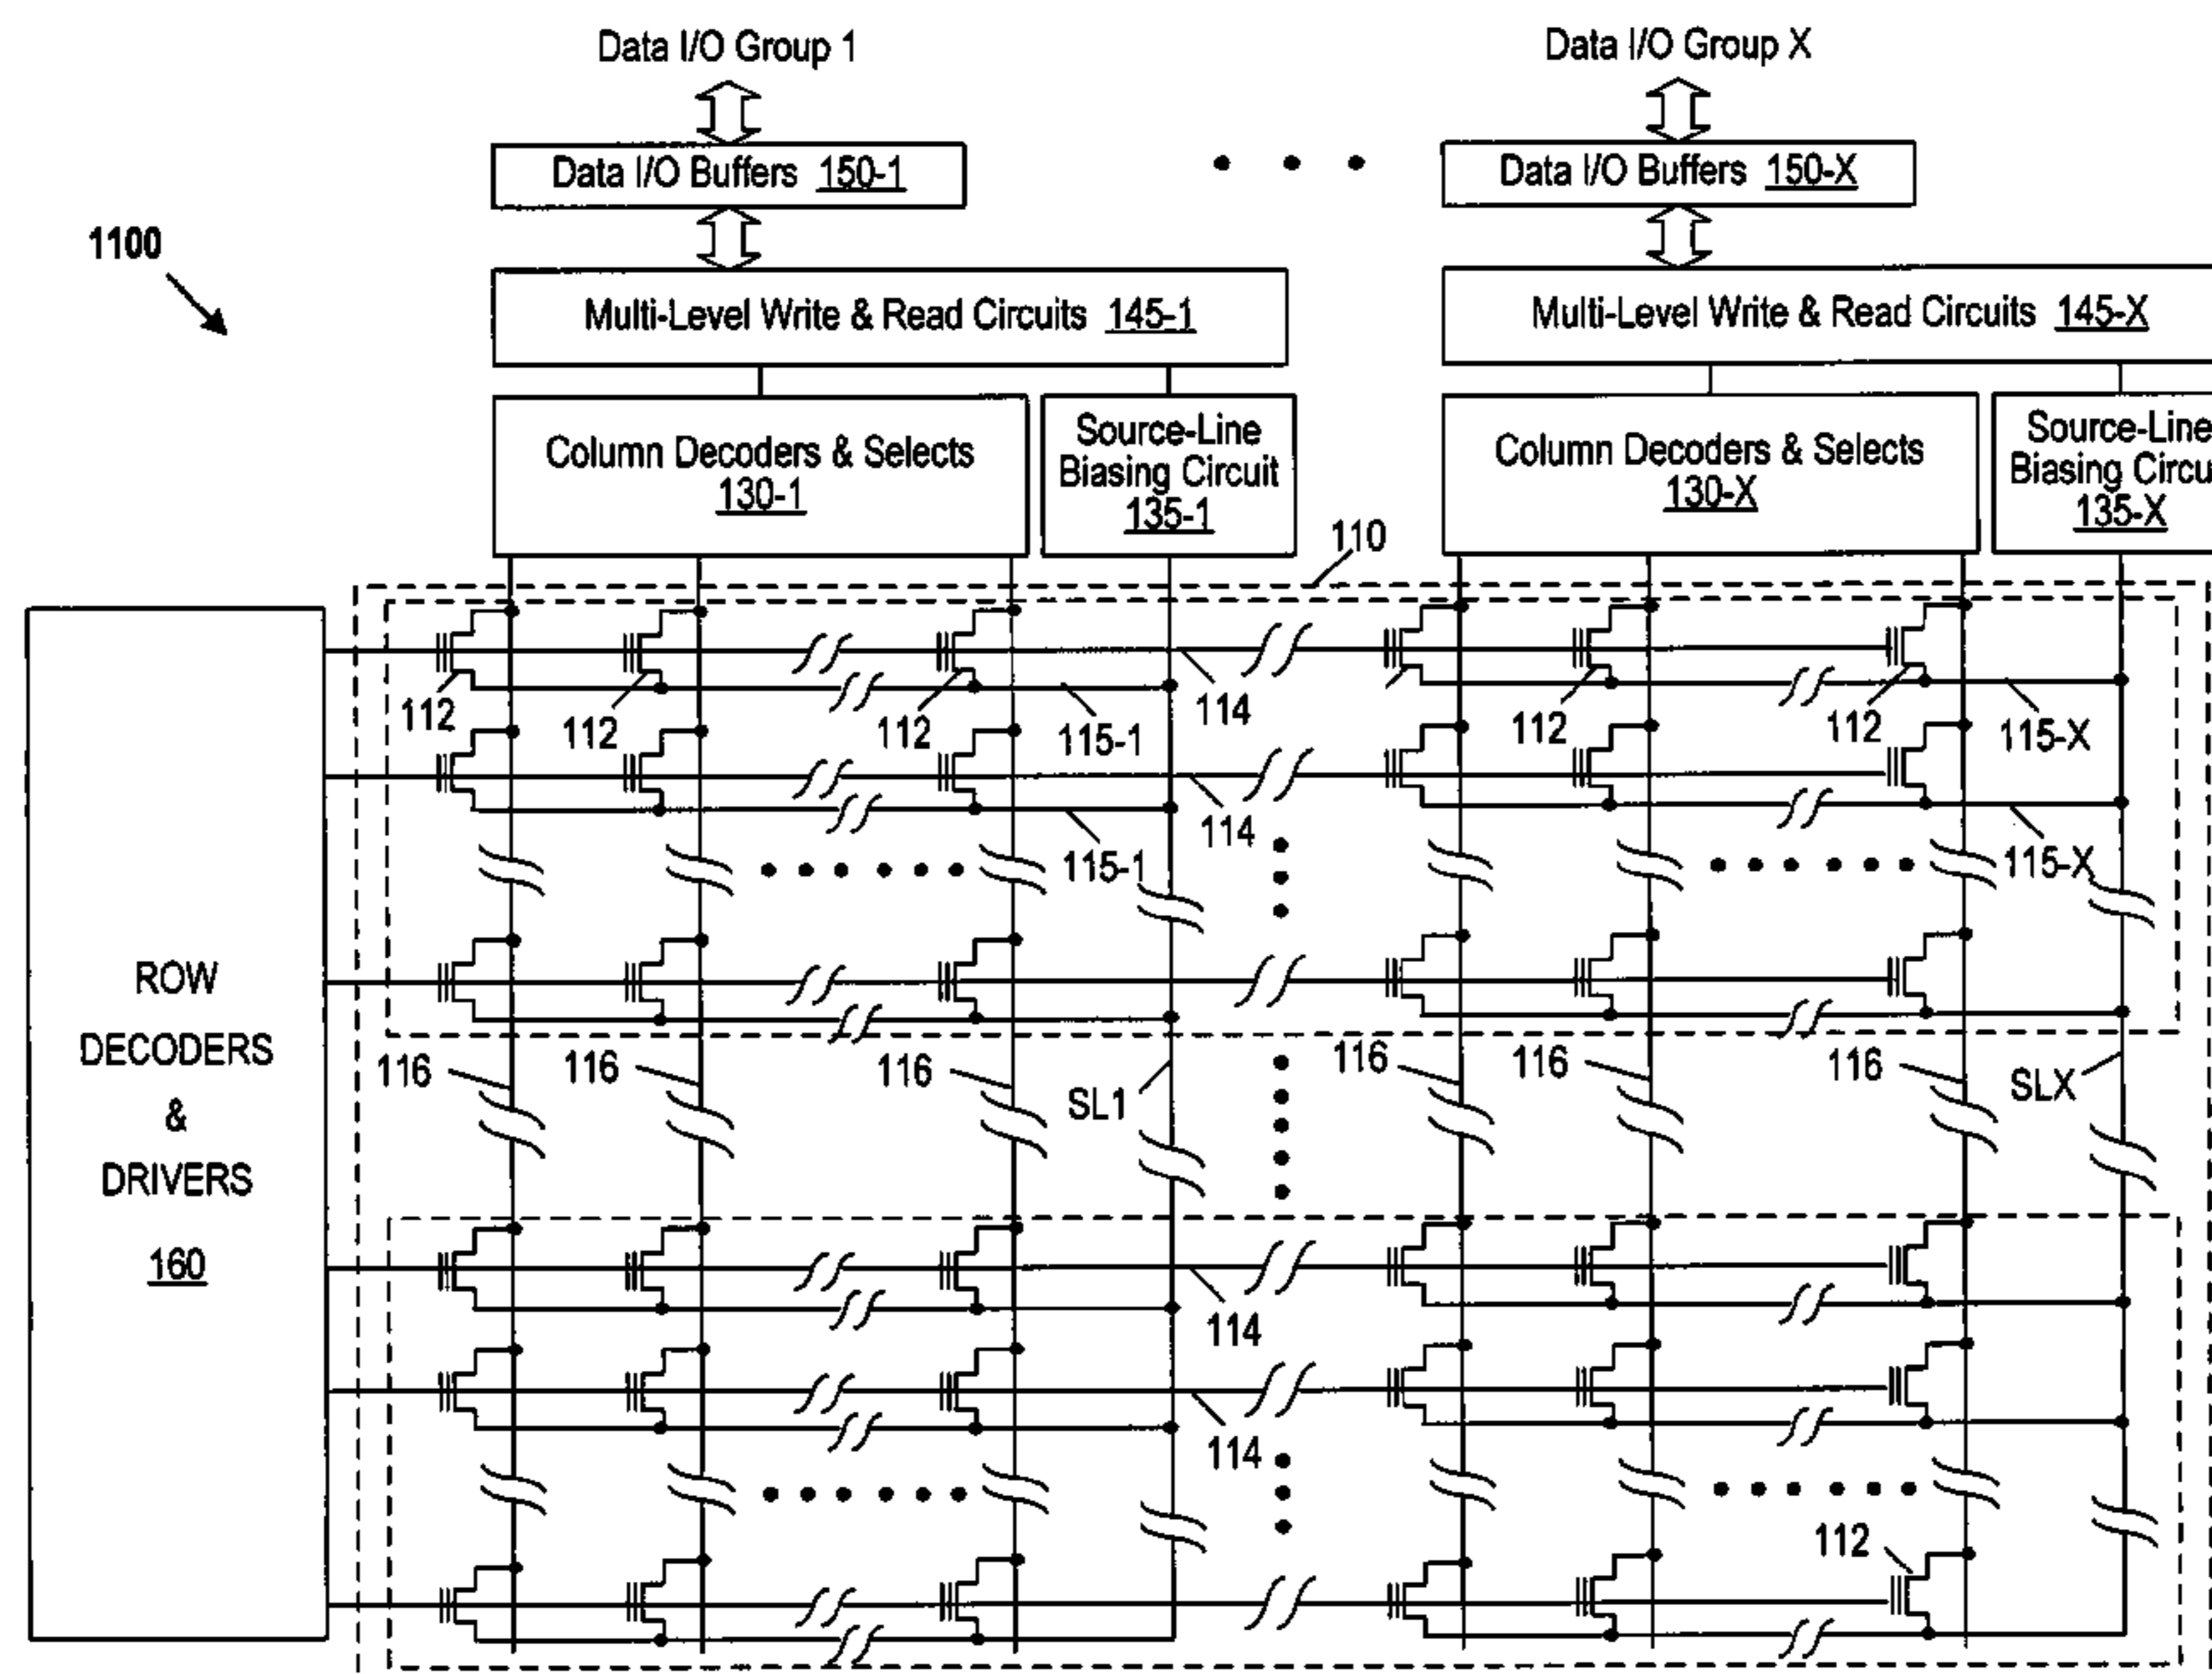 Data I/O Group 1
Data I/O Group X
Data I/O Buffers 150-1
Data I/O Buffers 150-X
1100
Multi-Level Write & Read Circuits 145-1
Multi-Level Write & Read Circuits 145-X
Column Decoders & Selects
130-1
Source-Line
Biasing Circuit
135-1
Column Decoders & Selects
130-X
Source-Line
Biasing Circui
135-X
110
112
112
112
115-1
114
112
112
115-X
114
115-1
115-X
ROW
DECODERS
&
DRIVERS
160
116
116
116
SL1
116
116
116
SLX
114
114
112